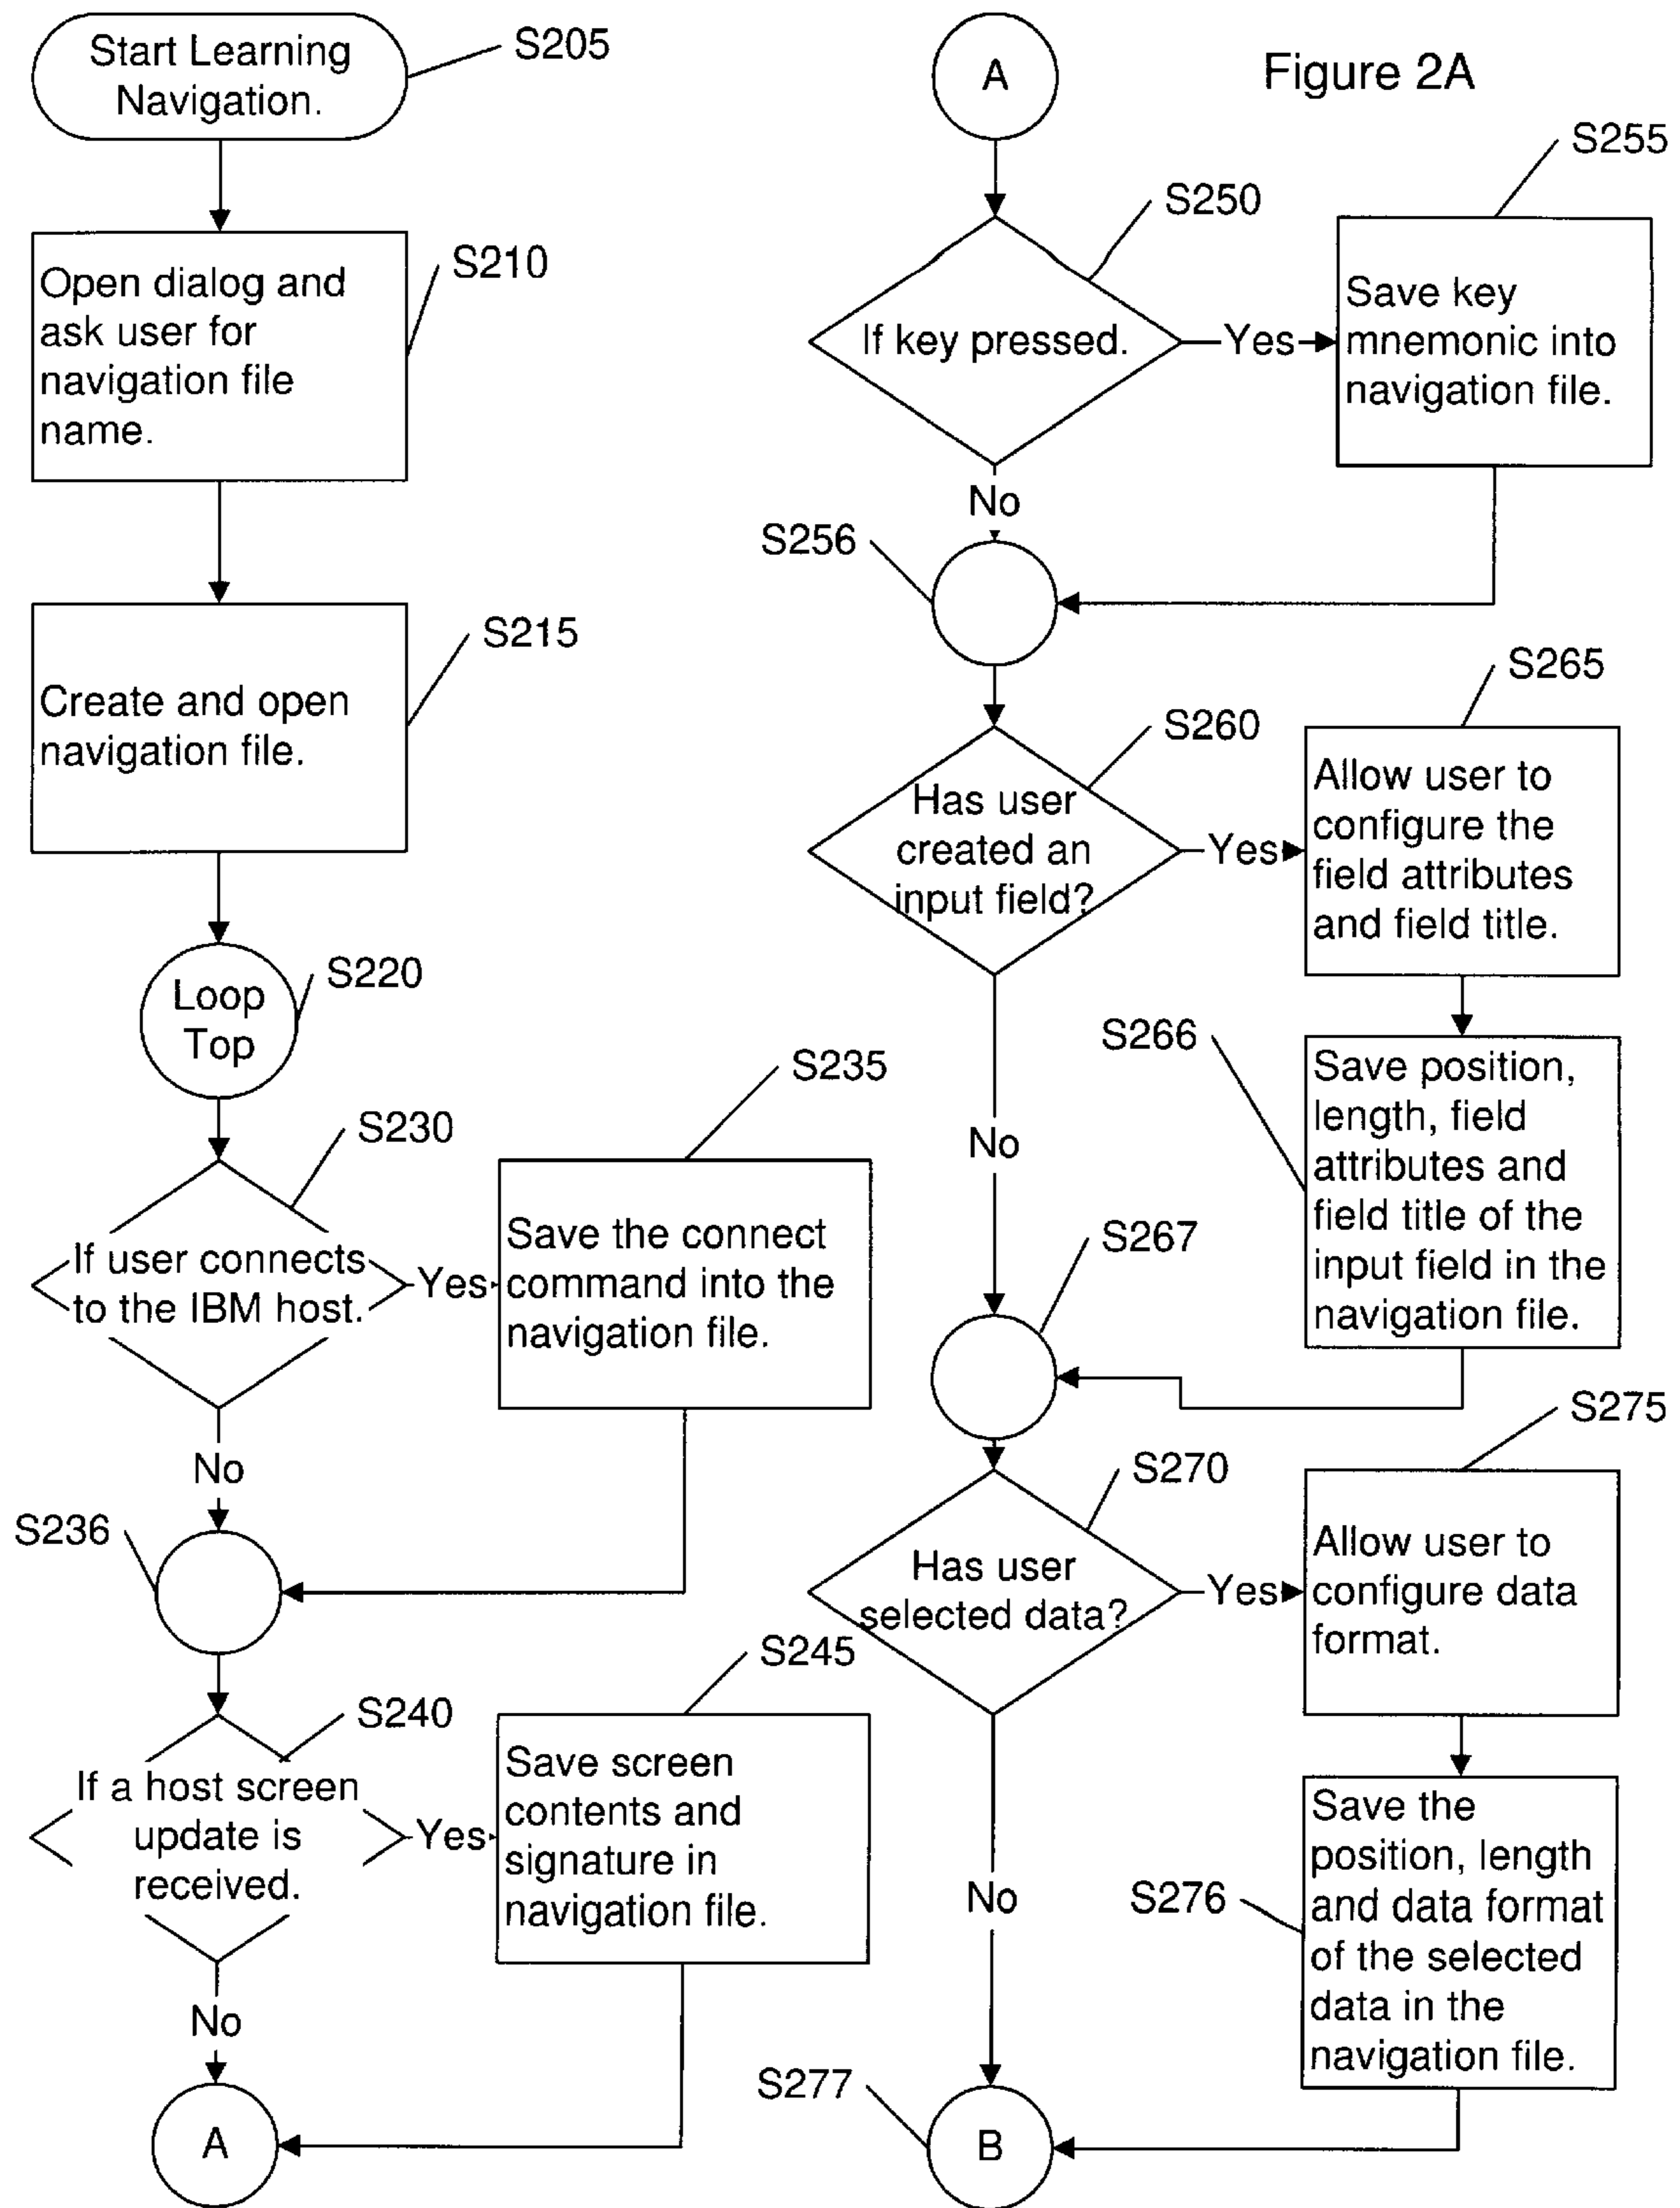 Start Learning
Navigation.
S205
Open dialog and
ask user for
navigation file
name.
S210
Create and open
navigation file.
S215
Loop
Top
S220
S230
If user connects
to the IBM host.
Yes
S235
Save the connect
command into the
navigation file.
No
S236
S240
If a host screen
update is
received.
Yes
S245
Save screen
contents and
signature in
navigation file.
No
A
Figure 2A
A
S250
If key pressed.
Yes
S255
Save key
mnemonic into
navigation file.
No
S256
S260
Has user
created an
input field?
Yes
S265
Allow user to
configure the
field attributes
and field title.
S266
Save position,
length, field
attributes and
field title of the
input field in the
navigation file.
No
S267
S270
Has user
selected data?
Yes
S275
Allow user to
configure data
format.
S276
Save the
position, length
and data format
of the selected
data in the
navigation file.
No
S277
B